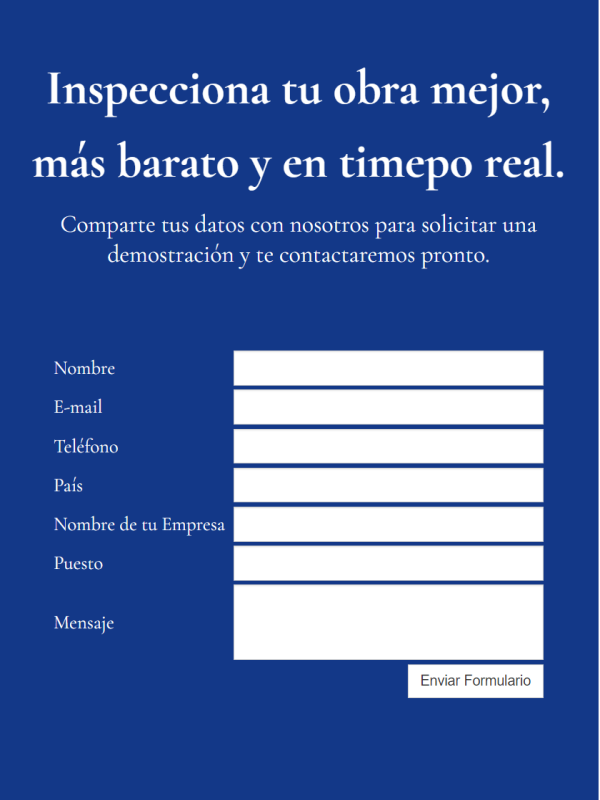 Inspecciona tu obra mejor,
más barato y en timepo real.
Comparte tus datos con nosotros para solicitar una
demostración y te contactaremos pronto.
Nombre
E-mail
Teléfono
País
Nombre de tu Empresa
Puesto
Mensaje
Enviar Formulario